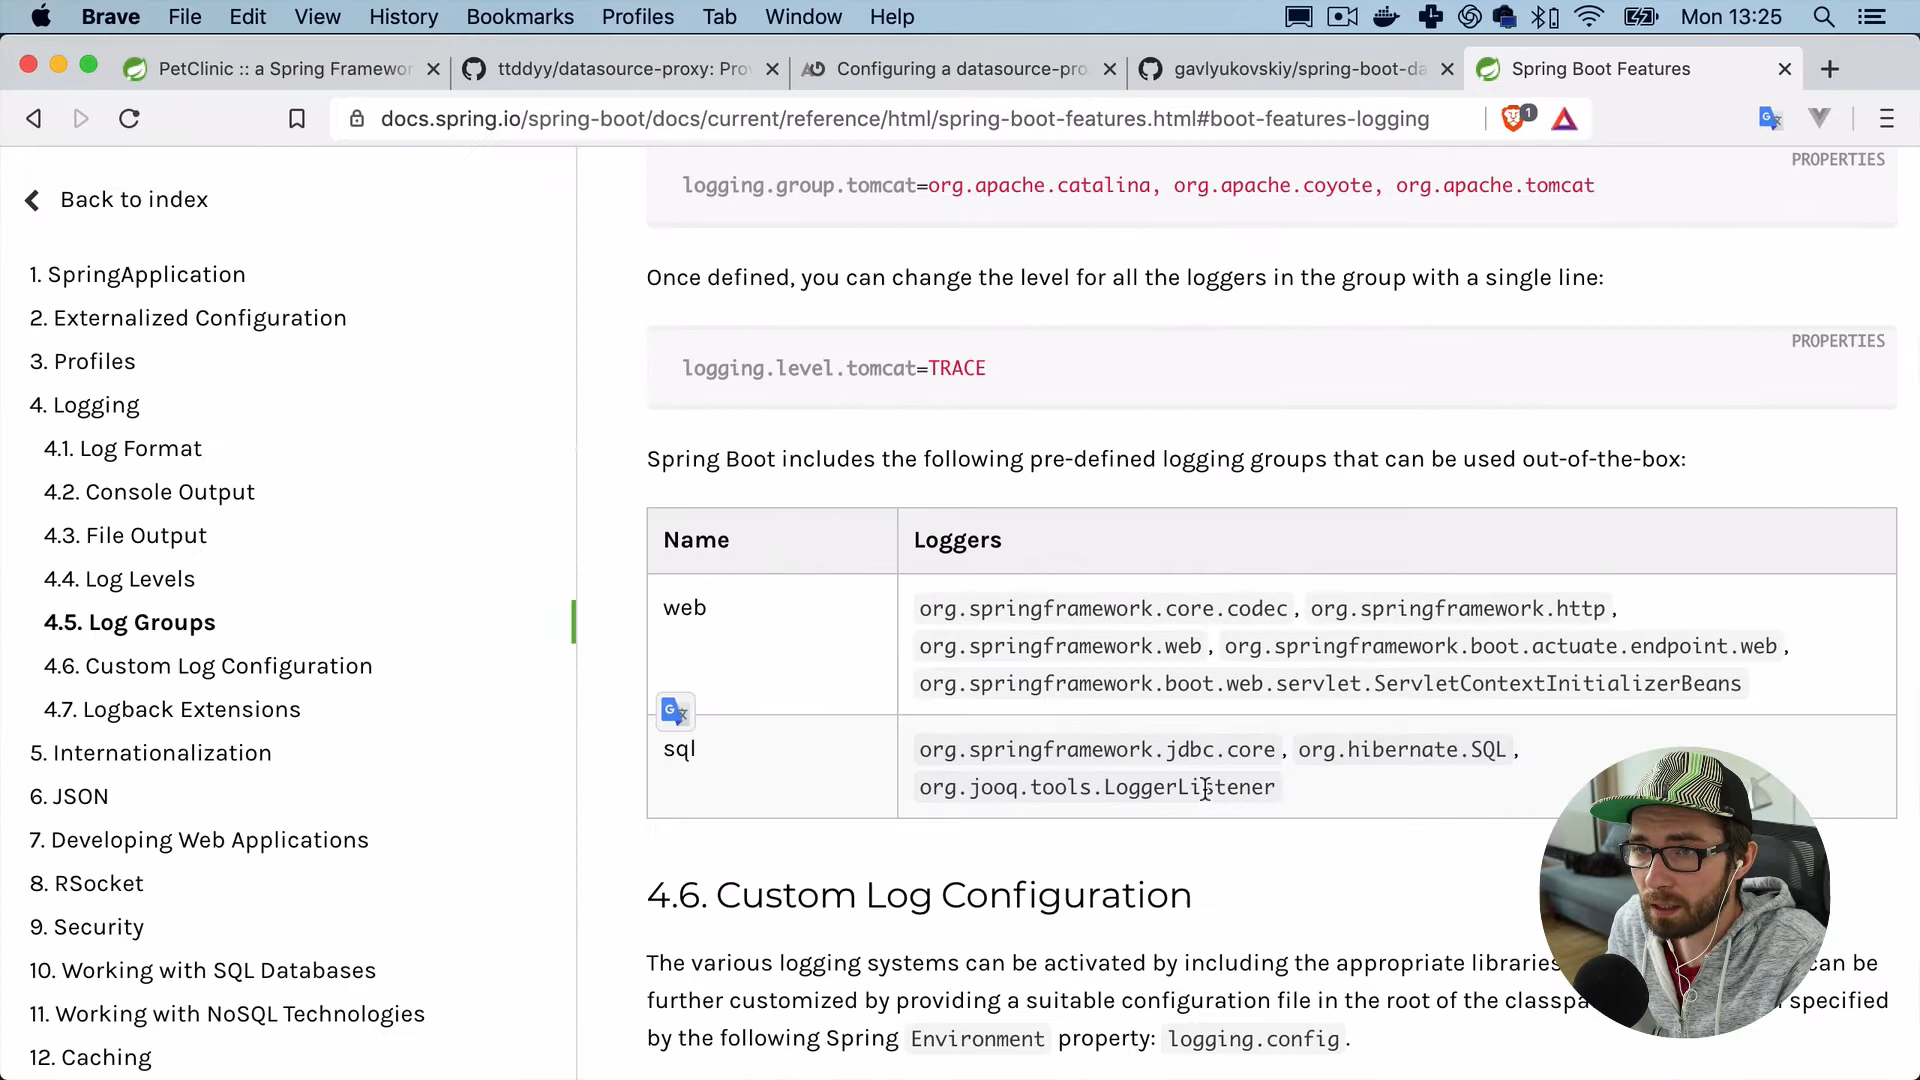 Brave File Edit View History Bookmarks Profiles Tab Window Help Mon 13:25
PetClinic :: a Spring Framewor
ttddyy/datasource-proxy: Pro
Configuring a datasource-pro
gavlyukovskiy/spring-boot-da
Spring Boot Features
docs.spring.io/spring-boot/docs/current/reference/html/spring-boot-features.html#boot-features-logging
1
Back to index
1. SpringApplication
2. Externalized Configuration
3. Profiles
4. Logging
4.1. Log Format
4.2. Console Output
4.3. File Output
4.4. Log Levels
4.5. Log Groups
4.6. Custom Log Configuration
4.7. Logback Extensions
5. Internationalization
6. JSON
7. Developing Web Applications
8. RSocket
9. Security
10. Working with SQL Databases
11. Working with NoSQL Technologies
12. Caching
PROPERTIES
logging.group.tomcat=org.apache.catalina, org.apache.coyote, org.apache.tomcat
Once defined, you can change the level for all the loggers in the group with a single line:
PROPERTIES
logging.level.tomcat=TRACE
Spring Boot includes the following pre-defined logging groups that can be used out-of-the-box:
Name Loggers
web org.springframework.core.codec, org.springframework.http,
org.springframework.web, org.springframework.boot.actuate.endpoint.web,
org.springframework.boot.web.servlet.ServletContextInitializerBeans
sql org.springframework.jdbc.core, org.hibernate.SQL,
org.jooq.tools.LoggerListener
4.6. Custom Log Configuration
The various logging systems can be activated by including the appropriate libraries can be
further customized by providing a suitable configuration file in the root of the classpa specified
by the following Spring Environment property: logging.config.